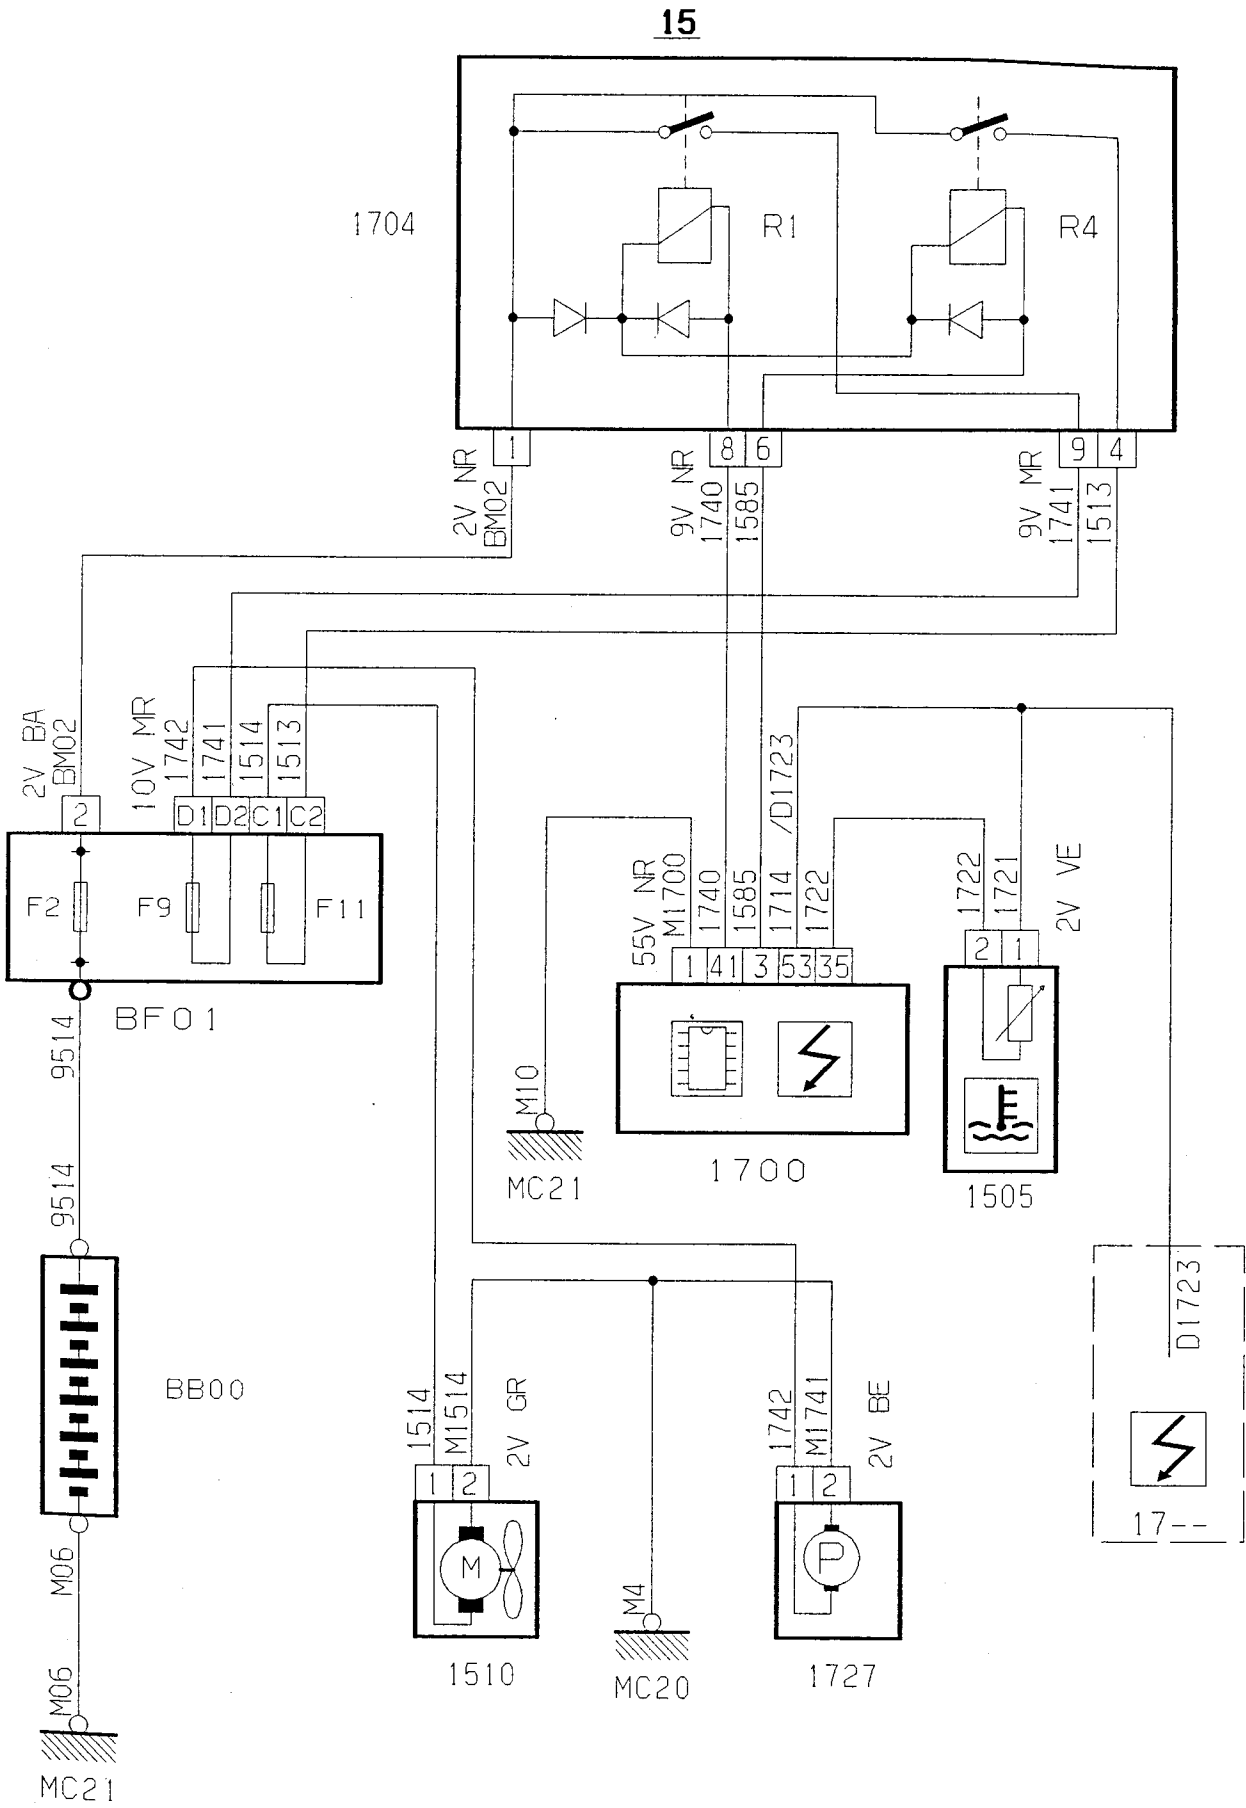 15
1704
R1
R4
1
8
6
9
4
2V NR
BM02
9V NR
1740
1585
9V MR
1741
1513
2V BA
BM02
10V MR
1742
1741
1514
1513
2
D1
D2
C1
C2
F2
F9
F11
BF01
9514
9514
BB00
M06
M06
MC21
55V NR
M1700
1740
1585
1714 /D1723
1722
1
41
3
53
35
1700
M10
MC21
1722
1721
2V VE
2
1
1505
D1723
17--
1514
M1514
2V GR
1
2
M
1510
M4
MC20
1742
M1741
2V BE
1
2
P
1727